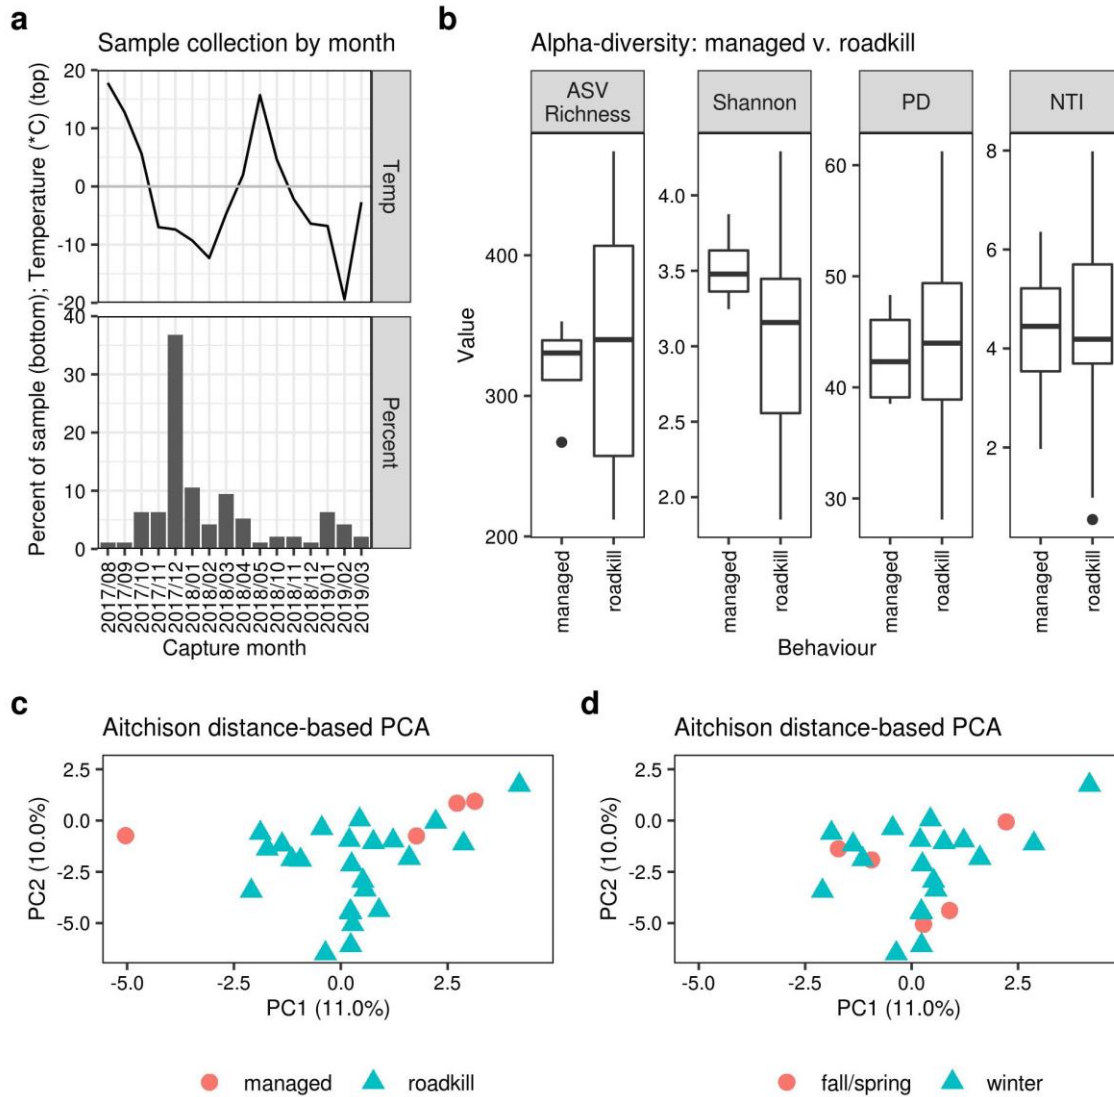 a
Sample collection by month
Percent of sample (bottom); Temperature (*C) (top)
20
10
0
-10
-20
Temp
40
30
20
10
0
Percent
2017/08
2017/09
2017/10
2017/11
2017/12
2018/01
2018/02
2018/03
2018/04
2018/05
2018/10
2018/11
2018/12
2019/01
2019/02
2019/03
Capture month
b
Alpha-diversity: managed v. roadkill
Value
ASV
Richness
400
300
200
managed
roadkill
Shannon
4.0
3.5
3.0
2.5
2.0
managed
roadkill
PD
60
50
40
30
managed
roadkill
NTI
8
6
4
2
managed
roadkill
Behaviour
c
Aitchison distance-based PCA
PC2 (10.0%)
2.5
0.0
-2.5
-5.0
-5.0 -2.5 0.0 2.5
PC1 (11.0%)
managed roadkill
d
Aitchison distance-based PCA
PC2 (10.0%)
2.5
0.0
-2.5
-5.0
-5.0 -2.5 0.0 2.5
PC1 (11.0%)
fall/spring winter